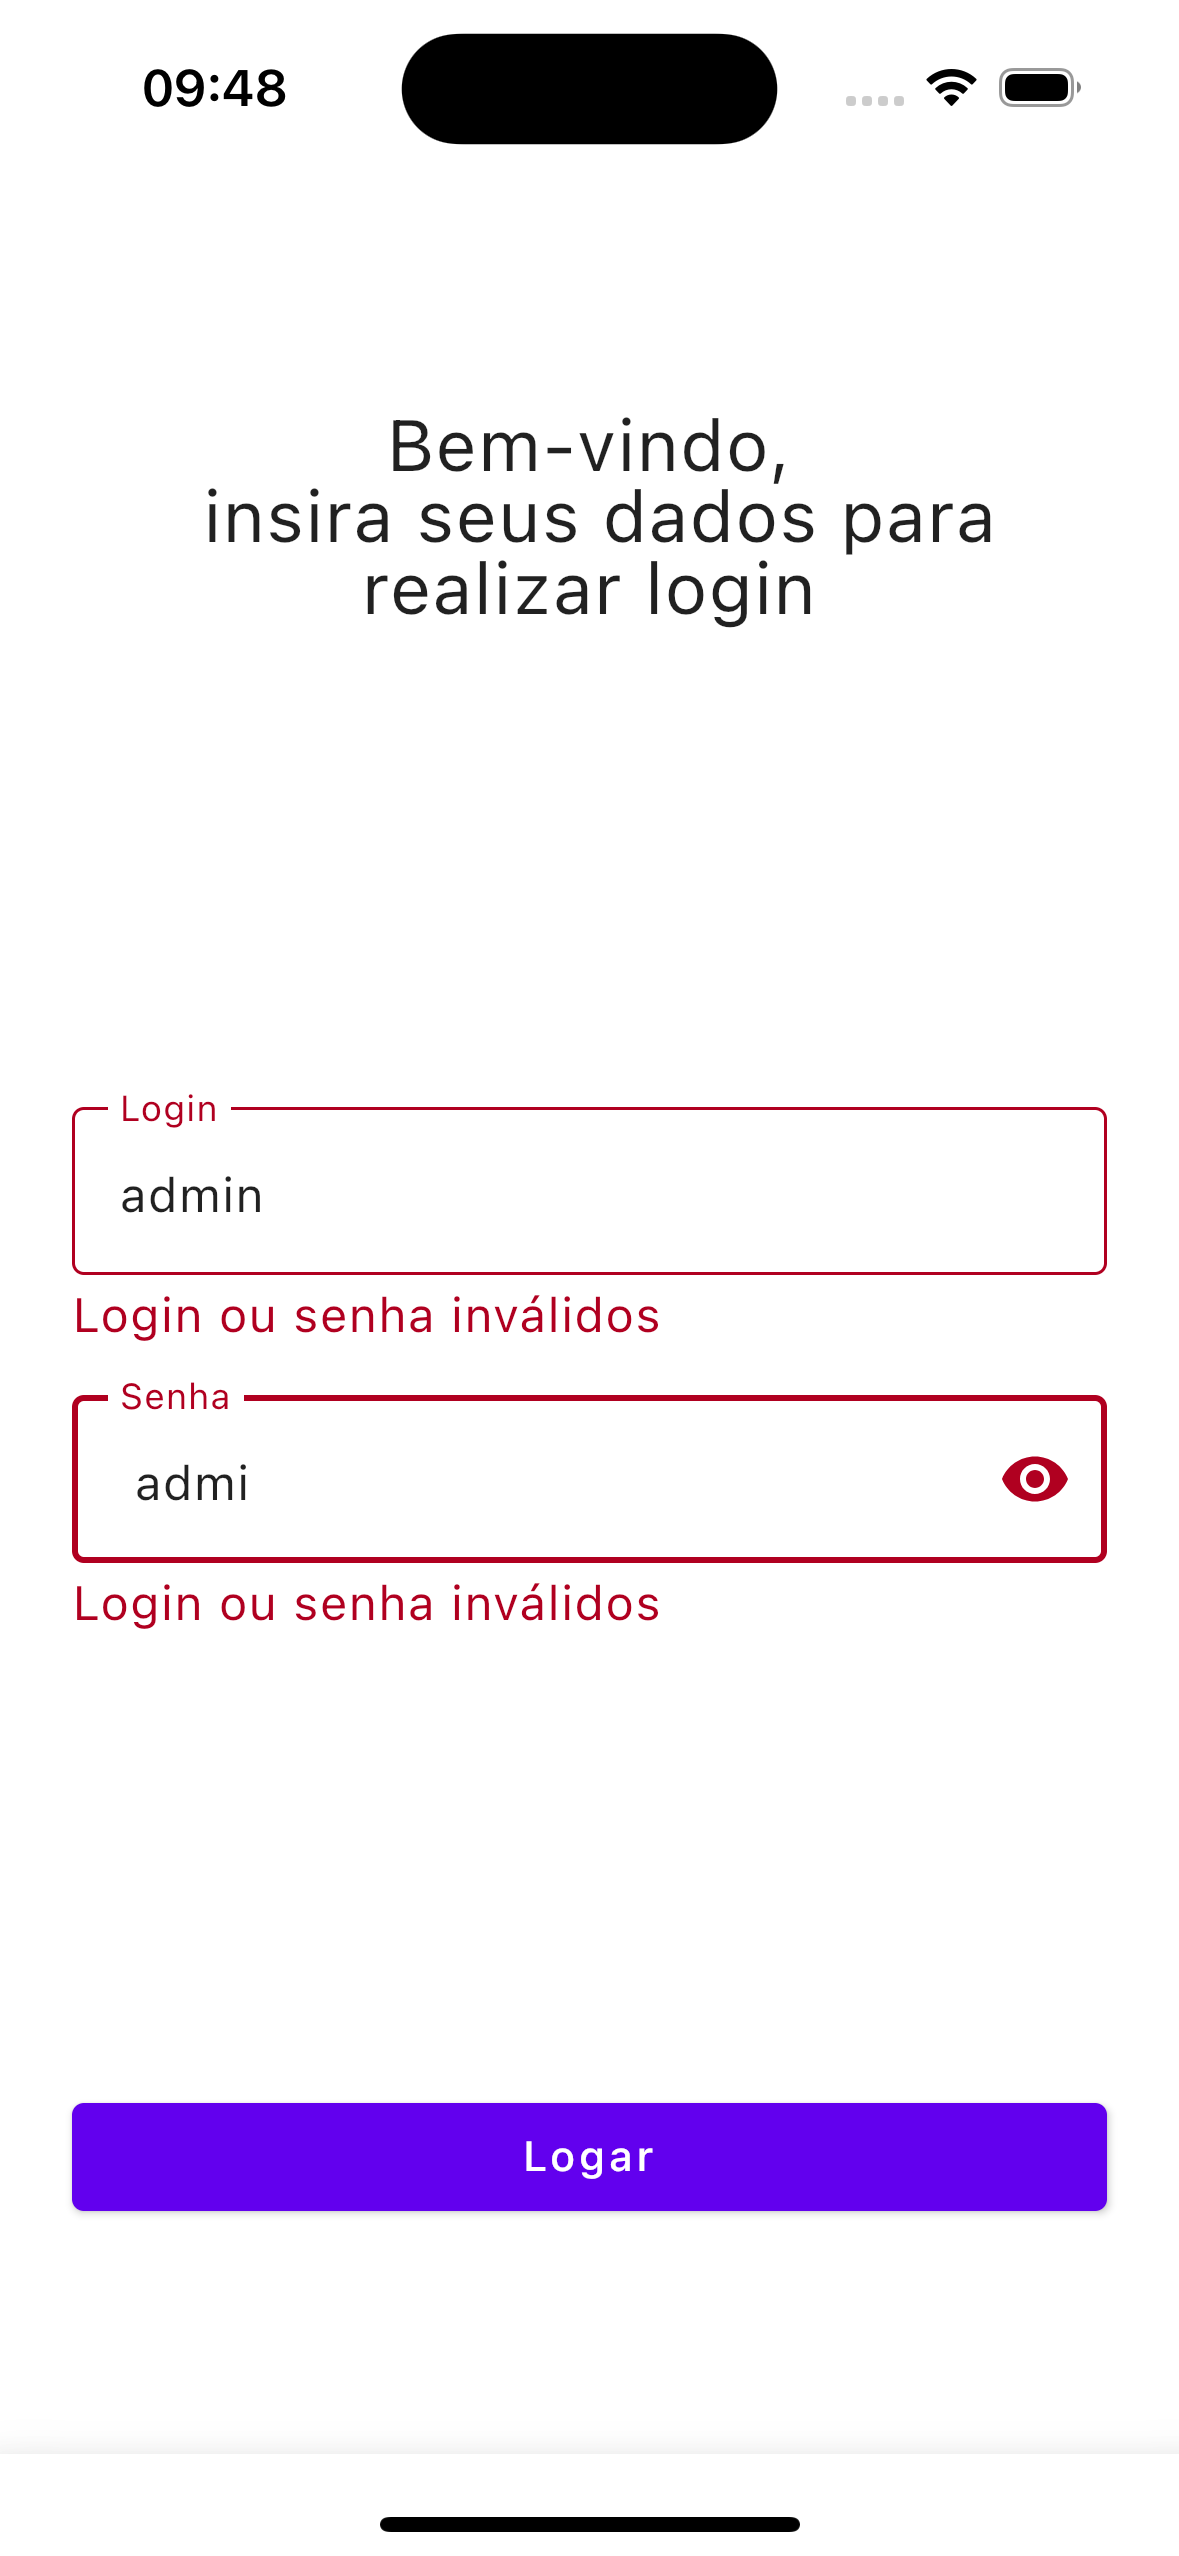 09:48
Bem-vindo,
insira seus dados para
realizar login
Login
admin
Login ou senha inválidos
Senha
admi
Login ou senha inválidos
Logar